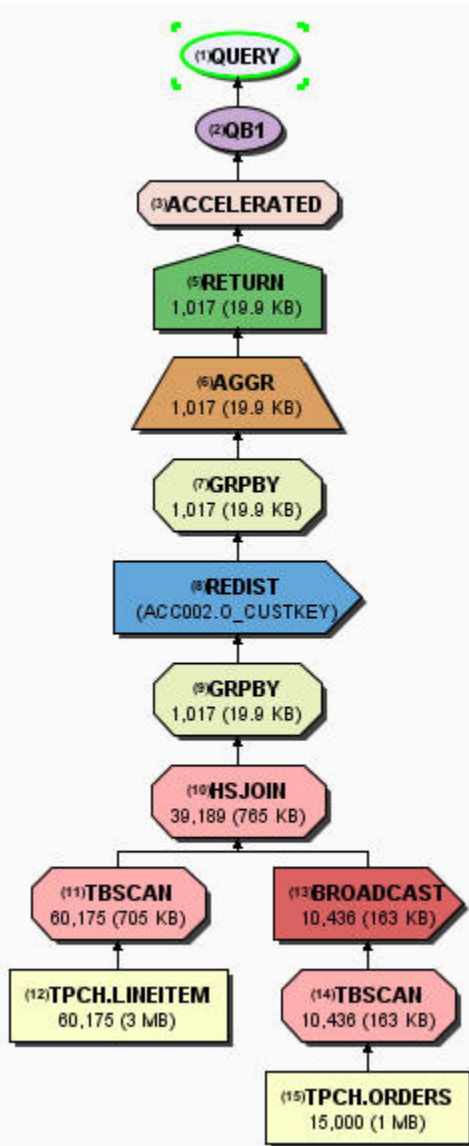 (1)QUERY
(2)QB1
(3)ACCELERATED
(5)RETURN
1,017 (19.9 KB)
(6)AGGR
1,017 (19.9 KB)
(7)GRPBY
1,017 (19.9 KB)
(8)REDIST
(ACC002.O_CUSTKEY)
(9)GRPBY
1,017 (19.9 KB)
(10)HSJOIN
39,189 (765 KB)
(11)TBSCAN
60,175 (705 KB)
(13)BROADCAST
10,436 (163 KB)
(12)TPCH.LINEITEM
60,175 (3 MB)
(14)TBSCAN
10,436 (163 KB)
(15)TPCH.ORDERS
15,000 (1 MB)